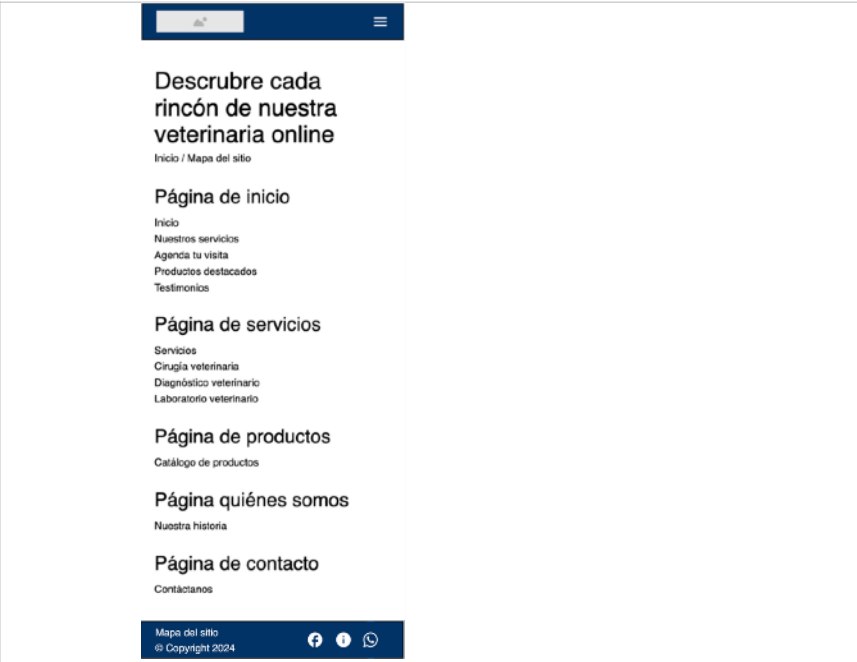 Descrubre cada
rincón de nuestra
veterinaria online
Inicio / Mapa del sitio
Página de inicio
Inicio
Nuestros servicios
Agenda tu visita
Productos destacados
Testimonios
Página de servicios
Servicios
Cirugía veterinaria
Diagnóstico veterinario
Laboratorio veterinario
Página de productos
Catálogo de productos
Página quiénes somos
Nuestra historia
Página de contacto
Contáctanos
Mapa del sitio
© Copyright 2024